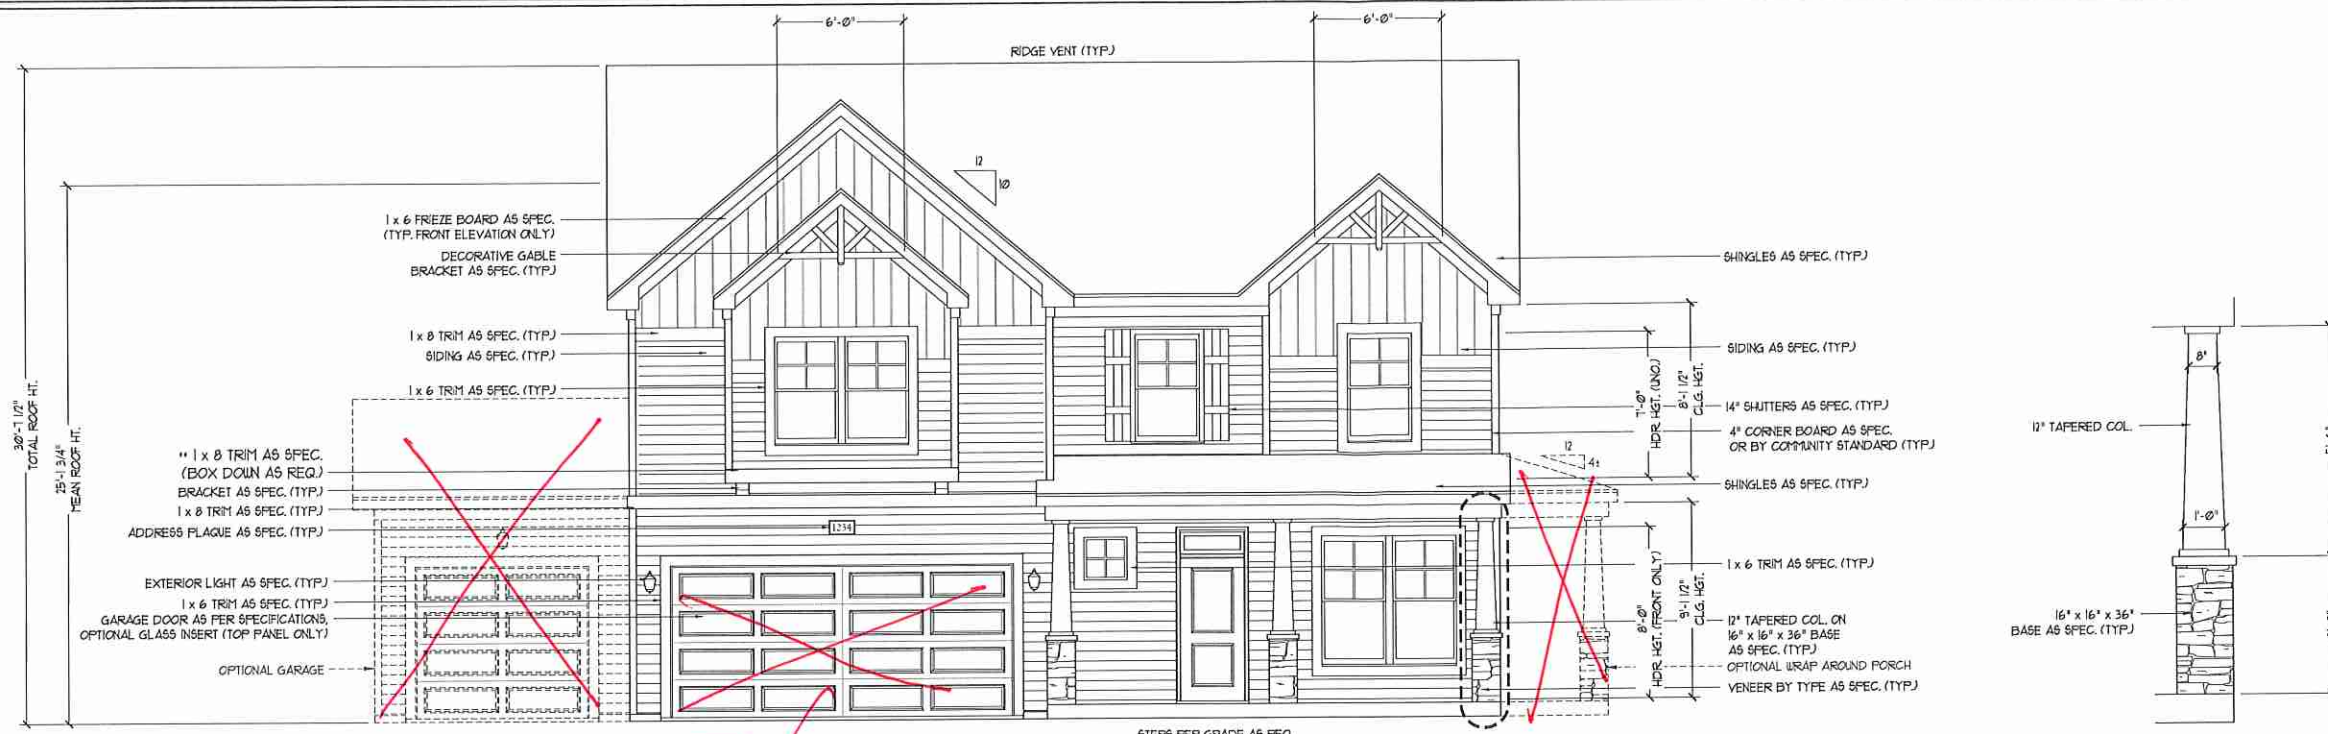 6'-0"
6'-0"
RIDGE VENT (TYP.)
12
10
1 x 6 FRIEZE BOARD AS SPEC.
(TYP. FRONT ELEVATION ONLY)
DECORATIVE GABLE
BRACKET AS SPEC. (TYP.)
1 x 8 TRIM AS SPEC. (TYP.)
SIDING AS SPEC. (TYP.)
1 x 6 TRIM AS SPEC. (TYP.)
30'-7 1/2"
TOTAL ROOF HT.
25'-1 3/4"
MEAN ROOF HT.
** 1 x 8 TRIM AS SPEC.
(BOX DOWN AS REQ.)
BRACKET AS SPEC. (TYP.)
1 x 8 TRIM AS SPEC. (TYP.)
ADDRESS PLAQUE AS SPEC. (TYP.)
1234
EXTERIOR LIGHT AS SPEC. (TYP.)
1 x 6 TRIM AS SPEC. (TYP.)
GARAGE DOOR AS PER SPECIFICATIONS,
OPTIONAL GLASS INSERT (TOP PANEL ONLY)
OPTIONAL GARAGE
SHINGLES AS SPEC. (TYP.)
SIDING AS SPEC. (TYP.)
7'-0"
HDR. HGT. (UNO.)
8'-1 1/2"
CLG. HGT.
14" SHUTTERS AS SPEC. (TYP.)
4" CORNER BOARD AS SPEC.
OR BY COMMUNITY STANDARD (TYP.)
12
4±
SHINGLES AS SPEC. (TYP.)
8'-0"
HDR. HGT. (FRONT ONLY)
9'-1 1/2"
CLG. HGT.
1 x 6 TRIM AS SPEC. (TYP.)
12" TAPERED COL. ON
16" x 16" x 36" BASE
AS SPEC. (TYP.)
OPTIONAL WRAP AROUND PORCH
VENEER BY TYPE AS SPEC. (TYP.)
STEPS PER GRADE AS REQ.
8"
12" TAPERED COL.
1'-0"
16" x 16" x 36"
BASE AS SPEC. (TYP.)